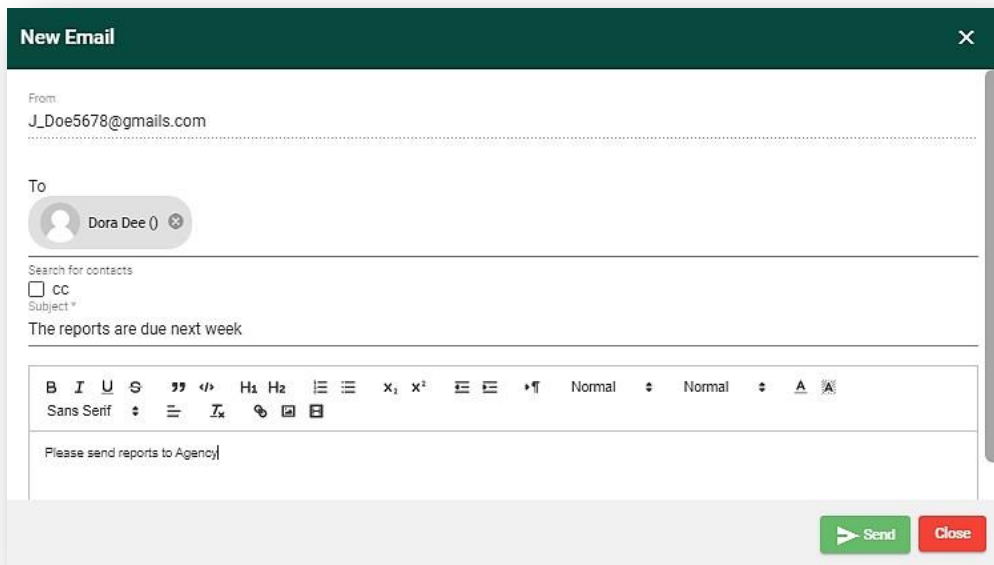 New Email
From
J_Doe5678@gmails.com
To
Dora Dee ()
Search for contacts
cc
Subject *
The reports are due next week
B I U S ” </> H1 H2 x₂ x² ¶ Normal Normal A A
Sans Serif Tx
Please send reports to Agency
Send Close